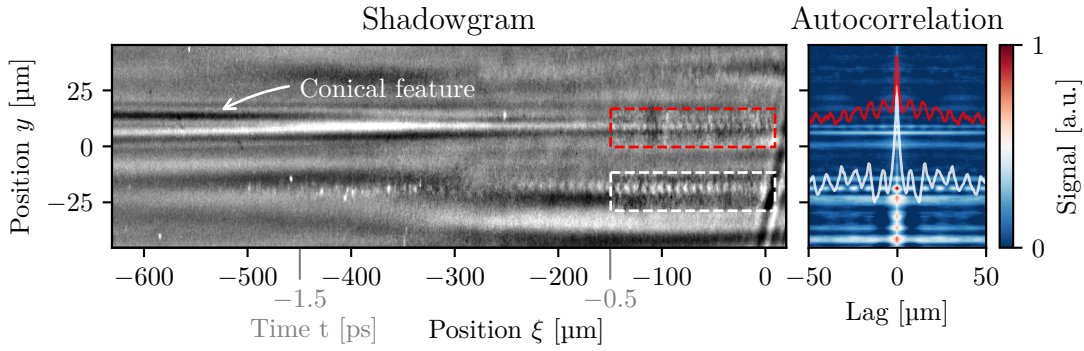 Shadowgram
Autocorrelation
Position y [µm]
25
0
−25
Conical feature
−600
−500
−400
−300
−200
−100
0
−1.5
−0.5
Time t [ps]
Position ξ [µm]
−50
0
50
Lag [µm]
1
0
Signal [a.u.]